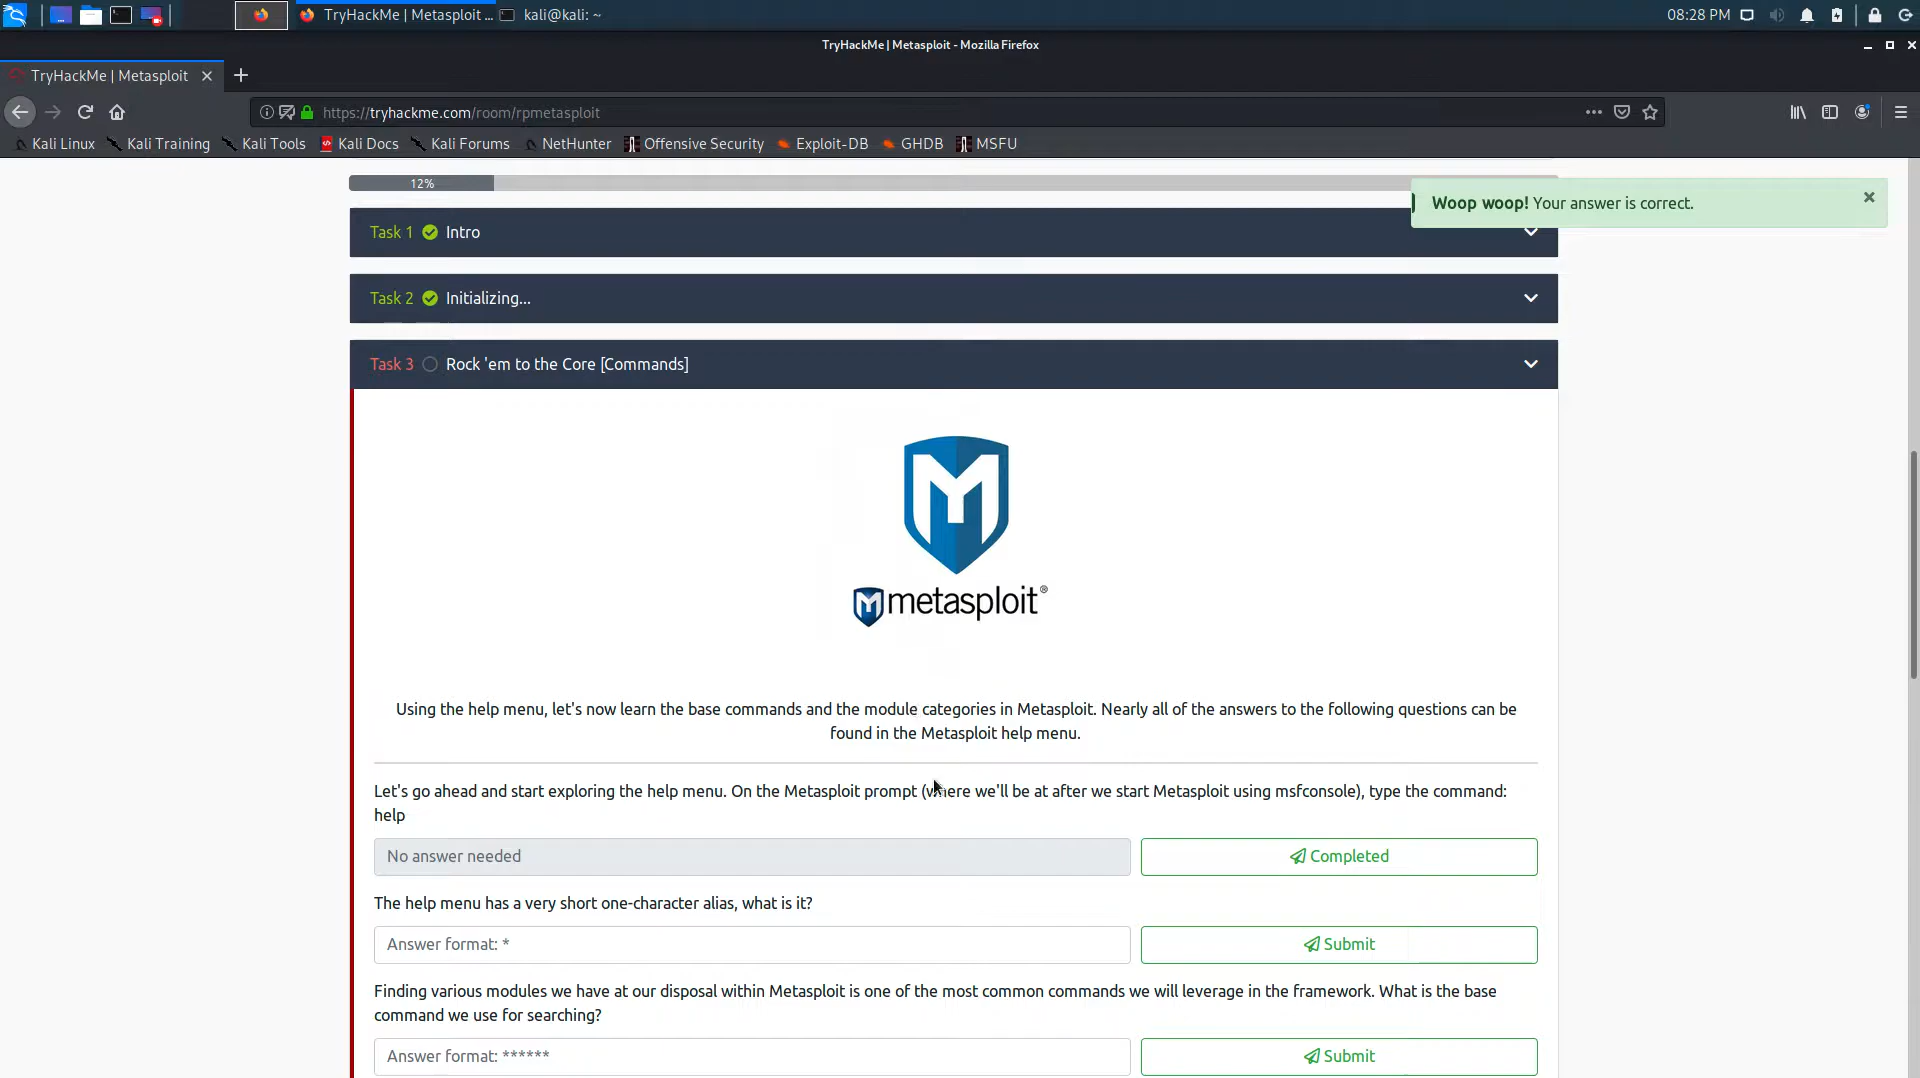 TryHackMe | Metasploit ...
kali@kali: ~
08:28 PM
TryHackMe | Metasploit - Mozilla Firefox
TryHackMe | Metasploit
https://tryhackme.com/room/rpmetasploit
Kali Linux
Kali Training
Kali Tools
Kali Docs
Kali Forums
NetHunter
Offensive Security
Exploit-DB
GHDB
MSFU
12%
Woop woop! Your answer is correct.
Task 1 Intro
Task 2 Initializing...
Task 3 Rock 'em to the Core [Commands]
metasploit®
Using the help menu, let's now learn the base commands and the module categories in Metasploit. Nearly all of the answers to the following questions can be
found in the Metasploit help menu.
Let's go ahead and start exploring the help menu. On the Metasploit prompt (where we'll be at after we start Metasploit using msfconsole), type the command:
help
No answer needed
Completed
The help menu has a very short one-character alias, what is it?
Answer format: *
Submit
Finding various modules we have at our disposal within Metasploit is one of the most common commands we will leverage in the framework. What is the base
command we use for searching?
Answer format: ******
Submit